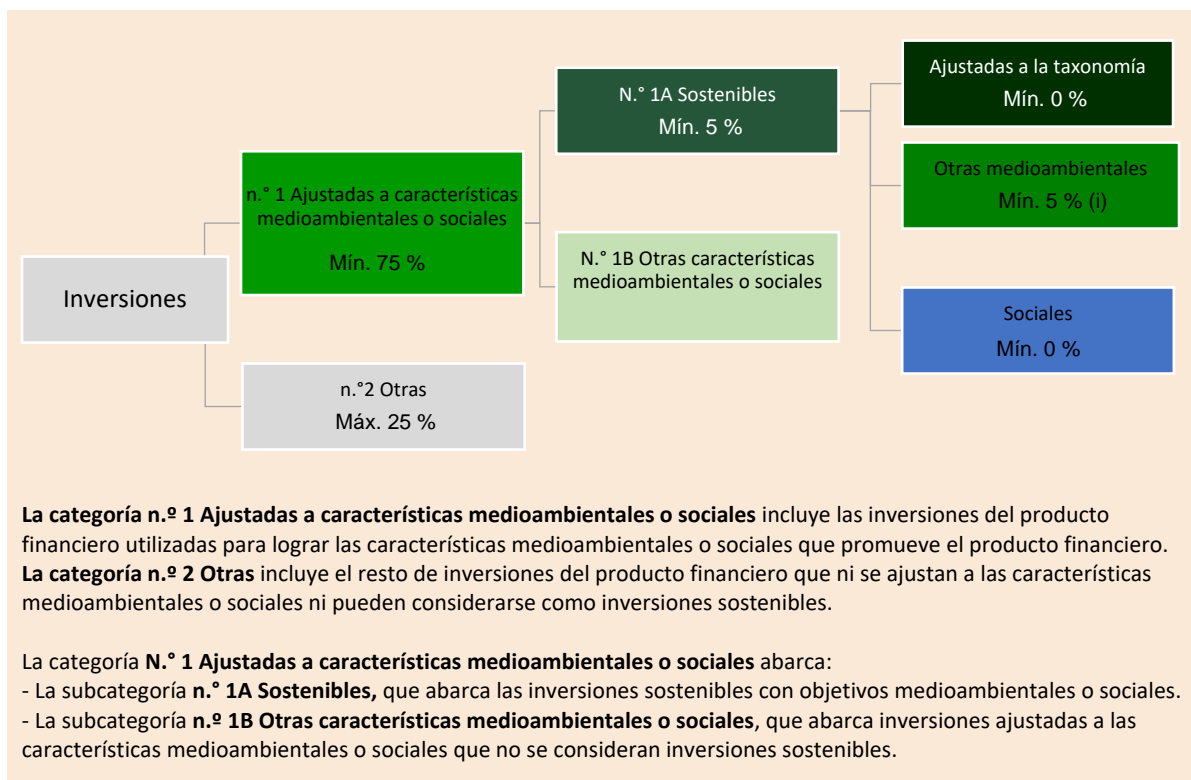 Inversiones
n.° 1 Ajustadas a características
medioambientales o sociales
Mín. 75 %
n.°2 Otras
Máx. 25 %
N.° 1A Sostenibles
Mín. 5 %
N.° 1B Otras características
medioambientales o sociales
Ajustadas a la taxonomía
Mín. 0 %
Otras medioambientales
Mín. 5 % (i)
Sociales
Mín. 0 %
La categoría n.º 1 Ajustadas a características medioambientales o sociales incluye las inversiones del producto
financiero utilizadas para lograr las características medioambientales o sociales que promueve el producto financiero.
La categoría n.º 2 Otras incluye el resto de inversiones del producto financiero que ni se ajustan a las características
medioambientales o sociales ni pueden considerarse como inversiones sostenibles.
La categoría N.° 1 Ajustadas a características medioambientales o sociales abarca:
- La subcategoría n.° 1A Sostenibles, que abarca las inversiones sostenibles con objetivos medioambientales o sociales.
- La subcategoría n.º 1B Otras características medioambientales o sociales, que abarca inversiones ajustadas a las
características medioambientales o sociales que no se consideran inversiones sostenibles.